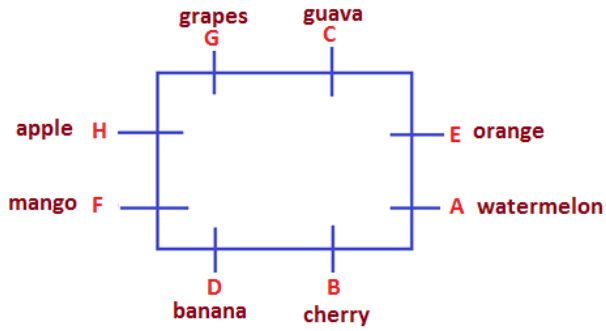 grapes
G
guava
C
apple H
E orange
mango F
A watermelon
D
banana
B
cherry